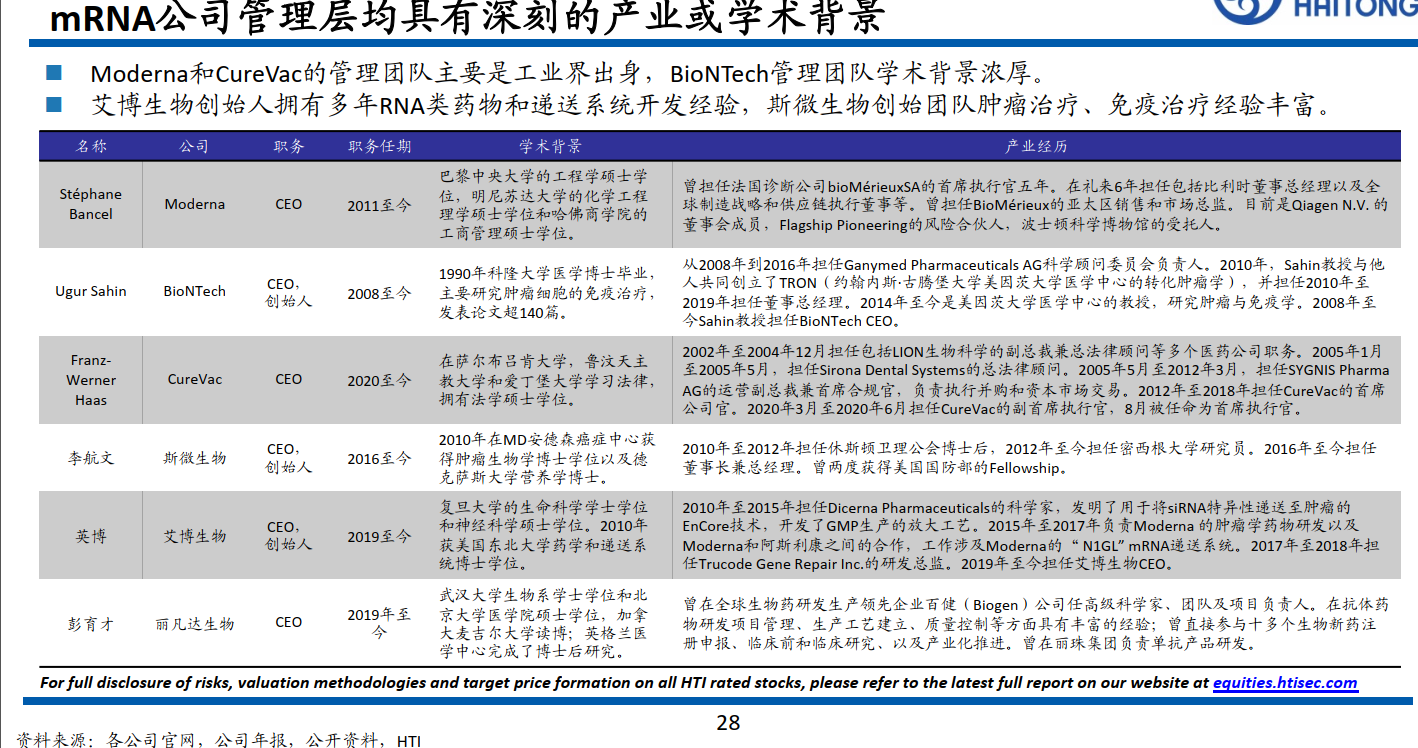 mRNA公司管理层均具有深刻的产业或学术背景
HAITONG
■ Moderna和CureVac的管理团队主要是工业界出身，BioNTech管理团队学术背景浓厚。
■ 艾博生物创始人拥有多年RNA类药物和递送系统开发经验，斯微生物创始团队肿瘤治疗、免疫治疗经验丰富。
名称 公司 职务 职务任期 学术背景 产业经历
Stéphane
Bancel
Moderna
CEO
2011至今
巴黎中央大学的工程学硕士学
位，明尼苏达大学的化学工程
理学硕士学位和哈佛商学院的
工商管理硕士学位。
曾担任法国诊断公司bioMérieuxSA的首席执行官五年。在礼来6年担任包括比利时董事总经理以及全
球制造战略和供应链执行董事等。曾担任BioMérieux的亚太区销售和市场总监。目前是Qiagen N.V. 的
董事会成员，Flagship Pioneering的风险合伙人，波士顿科学博物馆的受托人。
Ugur Sahin
BioNTech
CEO，
创始人
2008至今
1990年科隆大学医学博士毕业，
主要研究肿瘤细胞的免疫治疗，
发表论文超140篇。
从2008年到2016年担任Ganymed Pharmaceuticals AG科学顾问委员会负责人。2010年，Sahin教授与他
人共同创立了TRON（约翰内斯·古腾堡大学美因茨大学医学中心的转化肿瘤学），并担任2010年至
2019年担任董事总经理。2014年至今是美因茨大学医学中心的教授，研究肿瘤与免疫学。2008年至
今Sahin教授担任BioNTech CEO。
Franz-
Werner
Haas
CureVac
CEO
2020至今
在萨尔布吕肯大学，鲁汶天主
教大学和爱丁堡大学学习法律，
拥有法学硕士学位。
2002年至2004年12月担任包括LION生物科学的副总裁兼总法律顾问等多个医药公司职务。2005年1月
至2005年5月，担任Sirona Dental Systems的总法律顾问。2005年5月至2012年3月，担任SYGNIS Pharma
AG的运营副总裁兼首席合规官，负责执行并购和资本市场交易。2012年至2018年担任CureVac的首席
公司官。2020年3月至2020年6月担任CureVac的副首席执行官，8月被任命为首席执行官。
李航文
斯微生物
CEO，
创始人
2016至今
2010年在MD安德森癌症中心获
得肿瘤生物学博士学位以及德
克萨斯大学营养学博士。
2010年至2012年担任休斯顿卫理公会博士后，2012年至今担任密西根大学研究员。2016年至今担任
董事长兼总经理。曾两度获得美国国防部的Fellowship。
英博
艾博生物
CEO，
创始人
2019至今
复旦大学的生命科学学士学位
和神经科学硕士学位。2010年
获美国东北大学药学和递送系
统博士学位。
2010年至2015年担任Dicerna Pharmaceuticals的科学家，发明了用于将siRNA特异性递送至肿瘤的
EnCore技术，开发了GMP生产的放大工艺。2015年至2017年负责Moderna 的肿瘤学药物研发以及
Moderna和阿斯利康之间的合作，工作涉及Moderna的 “ N1GL” mRNA递送系统。2017年至2018年担
任Trucode Gene Repair Inc.的研发总监。2019年至今担任艾博生物CEO。
彭育才
丽凡达生物
CEO
2019年至
今
武汉大学生物系学士学位和北
京大学医学院硕士学位，加拿
大麦吉尔大学读博；英格兰医
学中心完成了博士后研究。
曾在全球生物药研发生产领先企业百健（Biogen）公司任高级科学家、团队及项目负责人。在抗体药
物研发项目管理、生产工艺建立、质量控制等方面具有丰富的经验；曾直接参与十多个生物新药注
册申报、临床前和临床研究、以及产业化推进。曾在丽珠集团负责单抗产品研发。
For full disclosure of risks, valuation methodologies and target price formation on all HTI rated stocks, please refer to the latest full report on our website at equities.htisec.com
28
资料来源：各公司官网，公司年报，公开资料，HTI